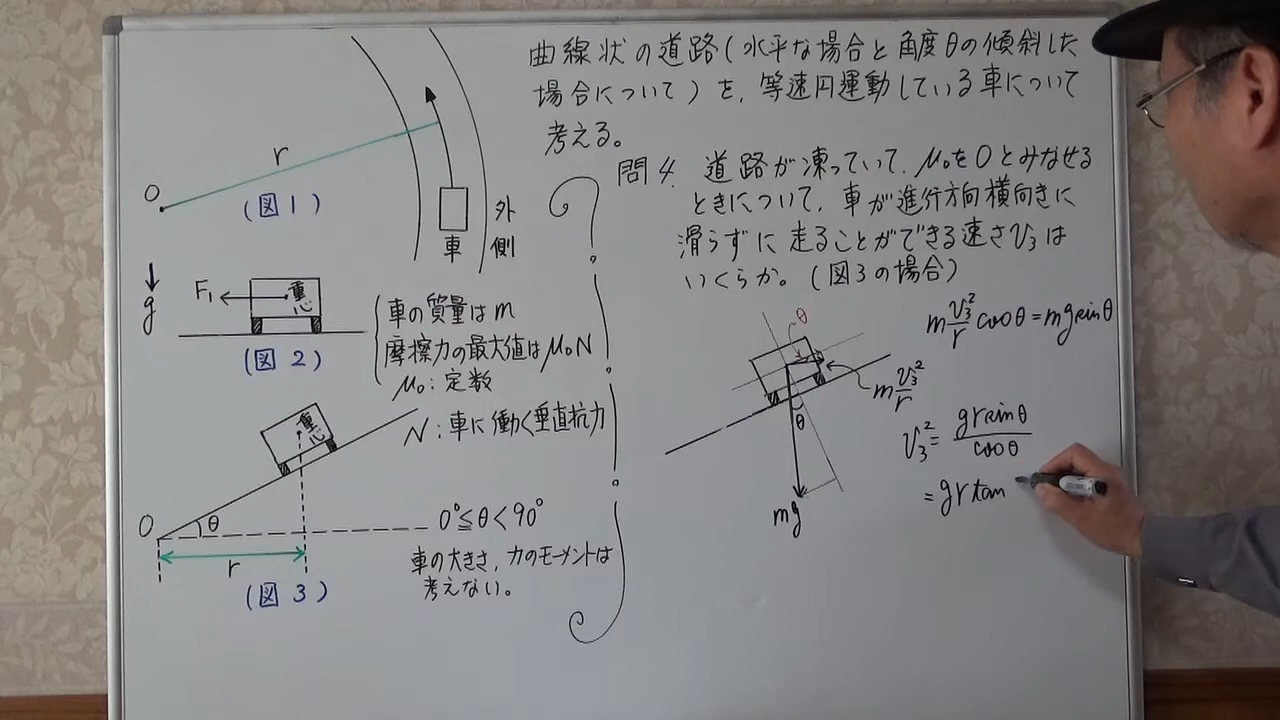 曲線状の道路(水平な場合と角度θの傾斜した
場合について)を、等速円運動している車について
考える。
r
O
(図1)
外側
車
g
F₁
重心
(図2)
車の質量はm
摩擦力の最大値はμ₀N
μ₀:定数
N:車に働く垂直抗力
重心
O
θ
r
(図3)
0°≦θ<90°
車の大きさ,力のモーメントは
考えない。
問4. 道路が凍っていて、μ₀を0とみなせる
ときについて、車が進行方向横向きに
滑らずに走ることができる速さv₃は
いくらか。(図3の場合)
θ
θ
mg
m v₃²/r
m v₃²/r cosθ=mg sinθ
v₃²= gr sinθ/cosθ
=gr tan